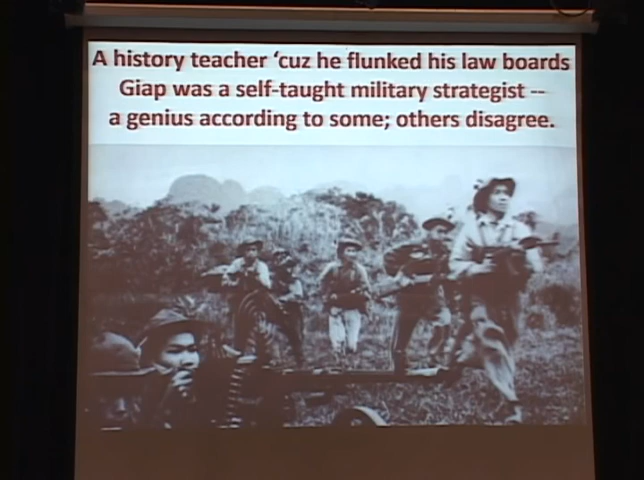 A history teacher ‘cuz he flunked his law boards
Giap was a self-taught military strategist --
a genius according to some; others disagree.